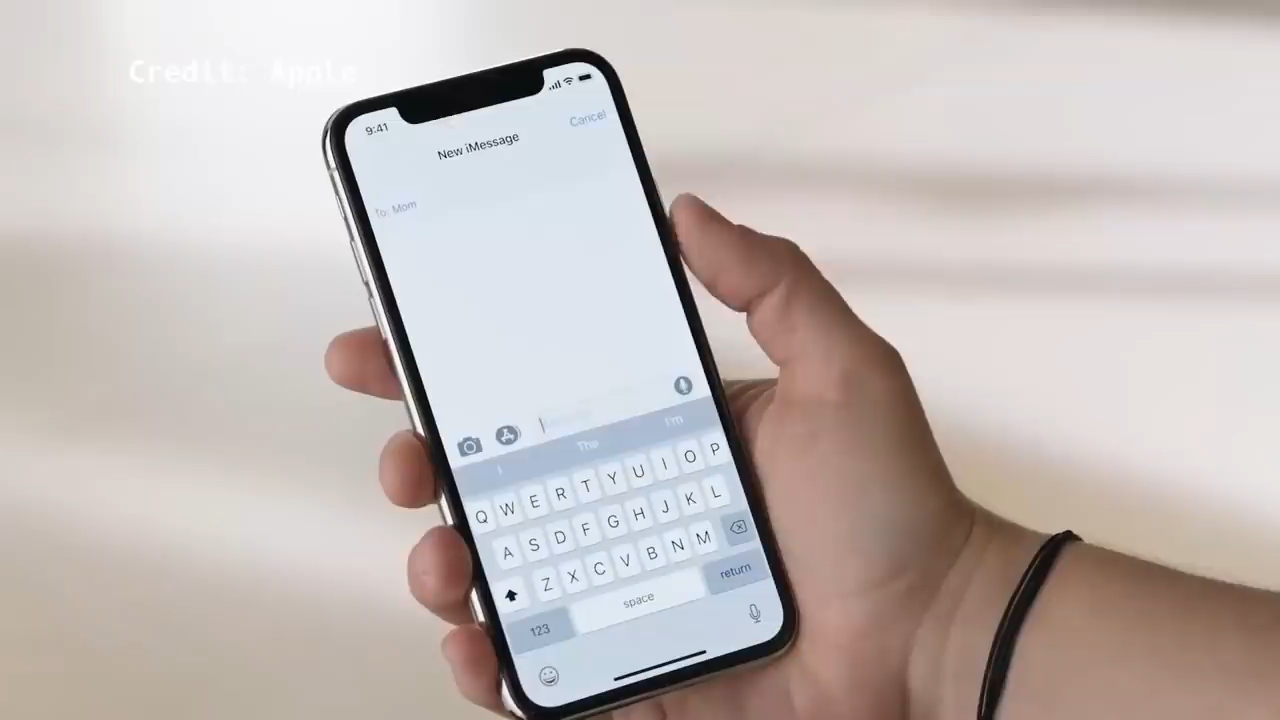 Credit: Apple
9:41
Cancel
New iMessage
To: Mom
I
The
I'm
Q W E R T Y U I O P
A S D F G H J K L
Z X C V B N M
123
space
return